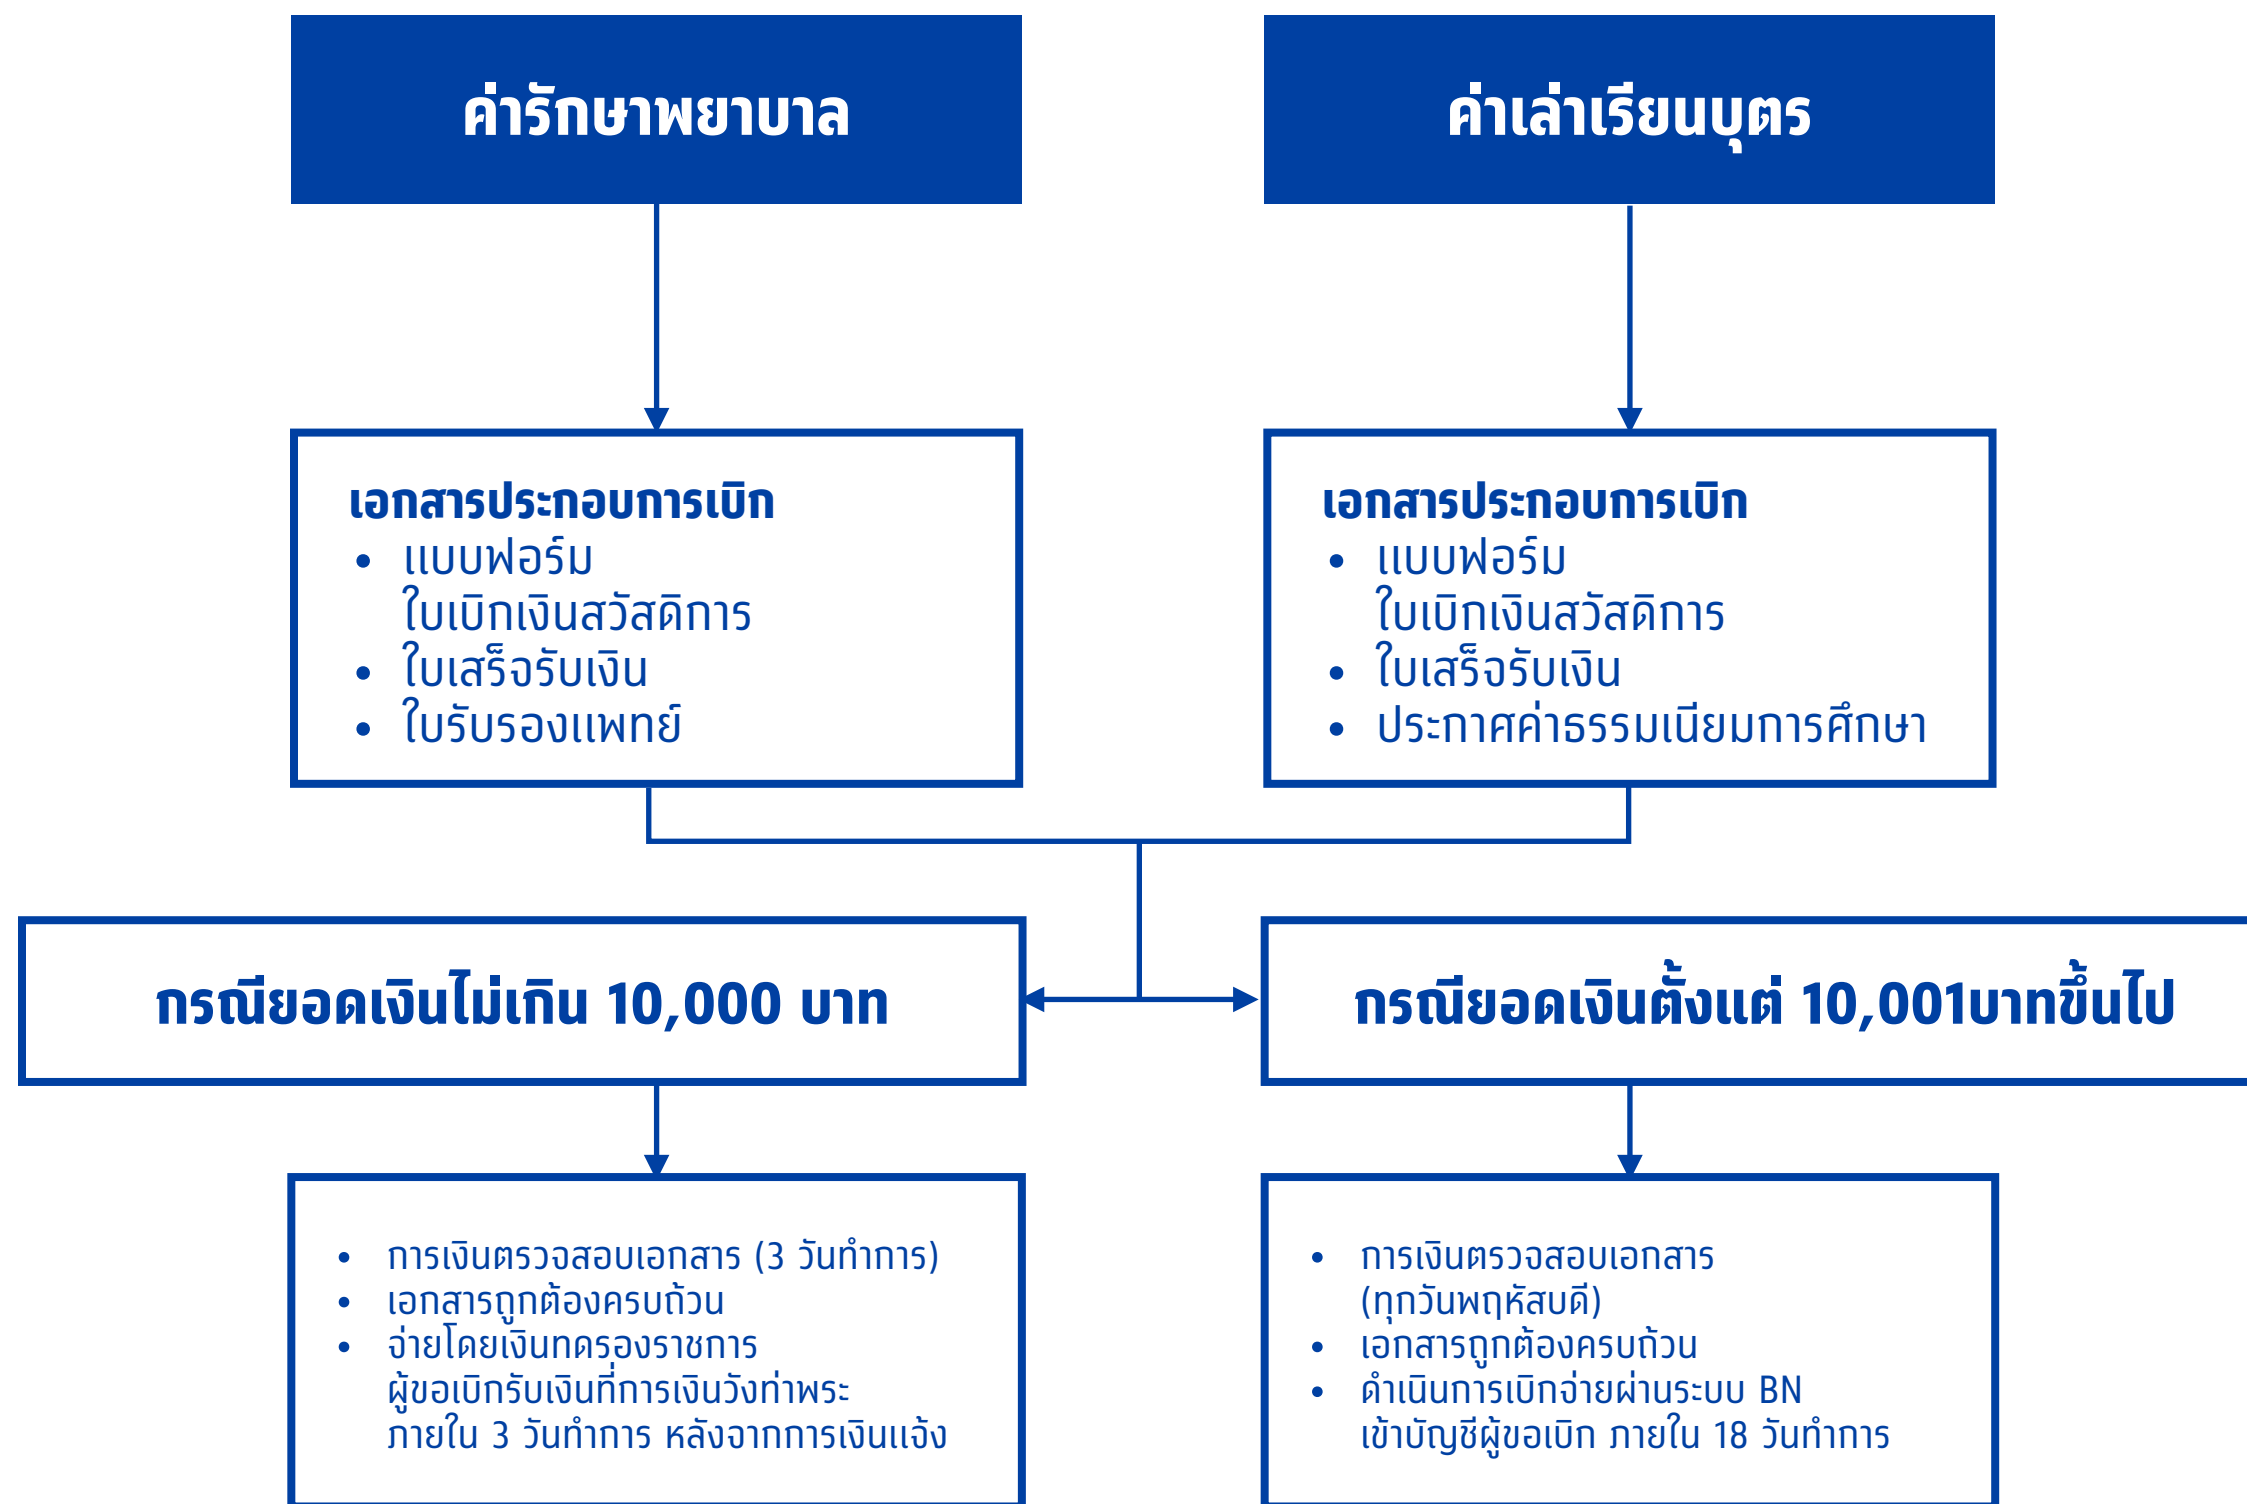 ค่ารักษาพยาบาล
ค่าเล่าเรียนบุตร
เอกสารประกอบการเบิก
• แบบฟอร์ม
ใบเบิกเงินสวัสดิการ
• ใบเสร็จรับเงิน
• ใบรับรองแพทย์
เอกสารประกอบการเบิก
• แบบฟอร์ม
ใบเบิกเงินสวัสดิการ
• ใบเสร็จรับเงิน
• ประกาศค่าธรรมเนียมการศึกษา
กรณียอดเงินไม่เกิน 10,000 บาท
กรณียอดเงินตั้งแต่ 10,001บาทขึ้นไป
• การเงินตรวจสอบเอกสาร (3 วันทำการ)
• เอกสารถูกต้องครบถ้วน
• จ่ายโดยเงินทดรองราชการ
ผู้ขอเบิกรับเงินที่การเงินวังท่าพระ
ภายใน 3 วันทำการ หลังจากการเงินแจ้ง
• การเงินตรวจสอบเอกสาร
(ทุกวันพฤหัสบดี)
• เอกสารถูกต้องครบถ้วน
• ดำเนินการเบิกจ่ายผ่านระบบ BN
เข้าบัญชีผู้ขอเบิก ภายใน 18 วันทำการ